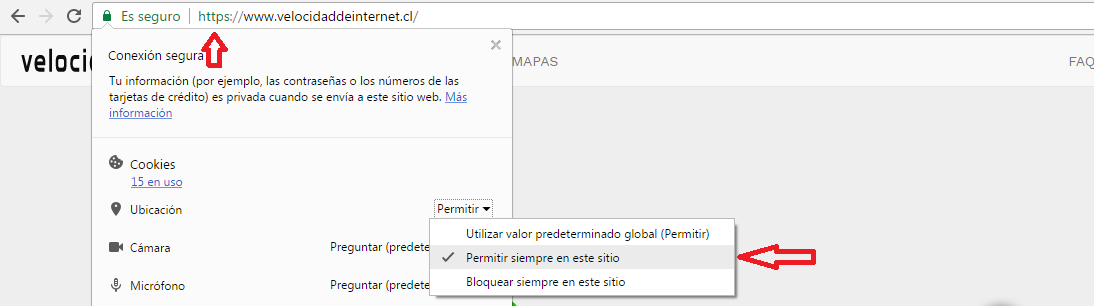 Es seguro | https://www.velocidaddeinternet.cl/
veloci
MAPAS
FAQ
Conexión segura
Tu información (por ejemplo, las contraseñas o los números de las
tarjetas de crédito) es privada cuando se envía a este sitio web. Más
información
Cookies
15 en uso
Ubicación
Permitir
Utilizar valor predeterminado global (Permitir)
Permitir siempre en este sitio
Bloquear siempre en este sitio
Cámara
Preguntar (predete
Micrófono
Preguntar (predete